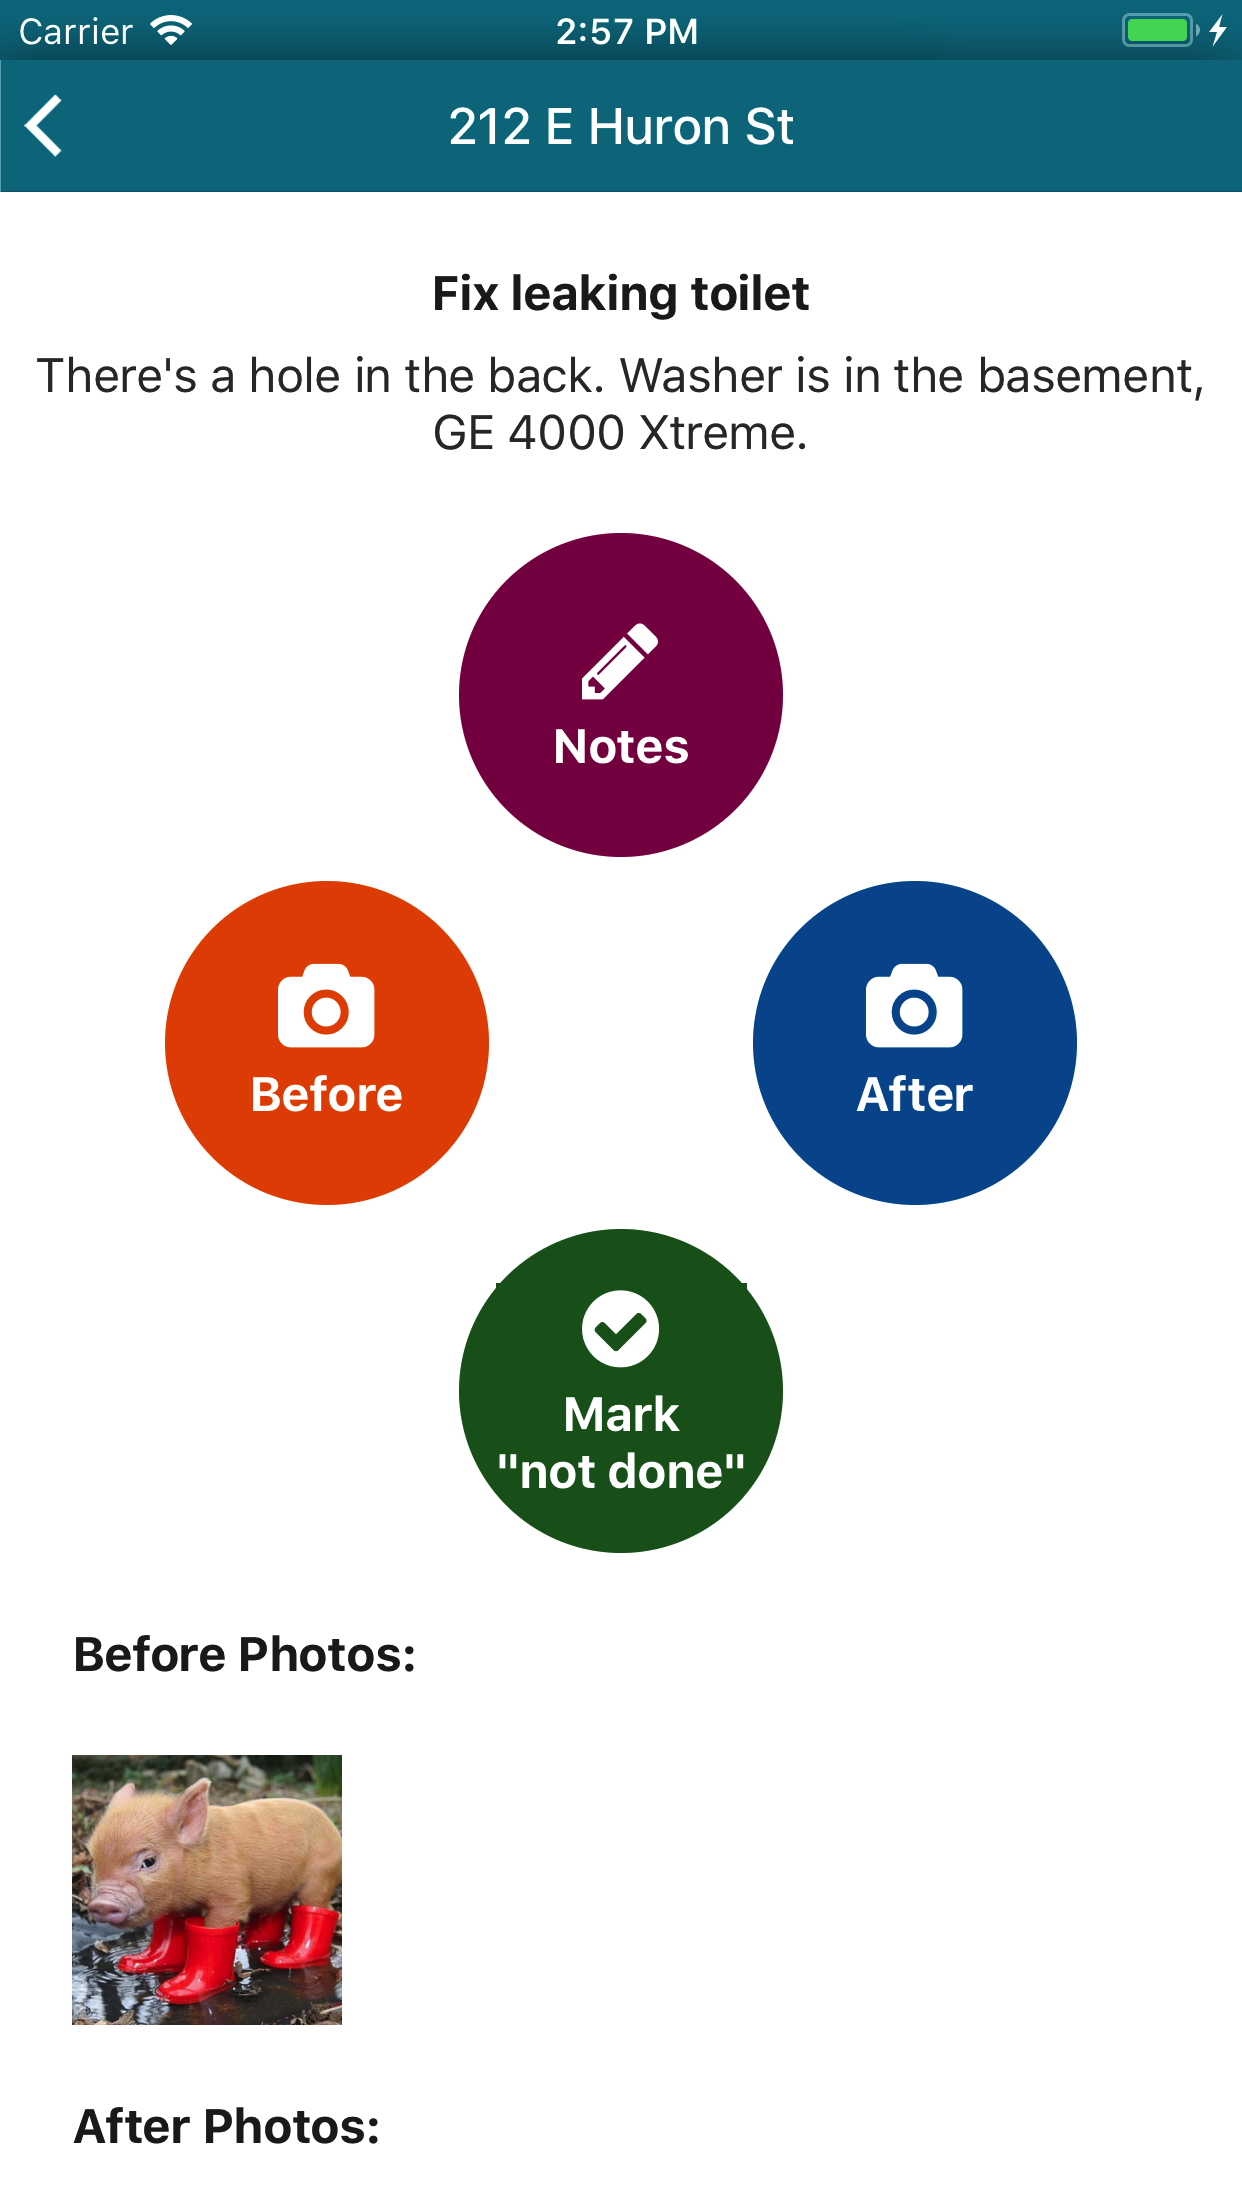 Carrier 2:57 PM
212 E Huron St
Fix leaking toilet
There's a hole in the back. Washer is in the basement,
GE 4000 Xtreme.
Notes
Before After
Mark
"not done"
Before Photos:
After Photos: